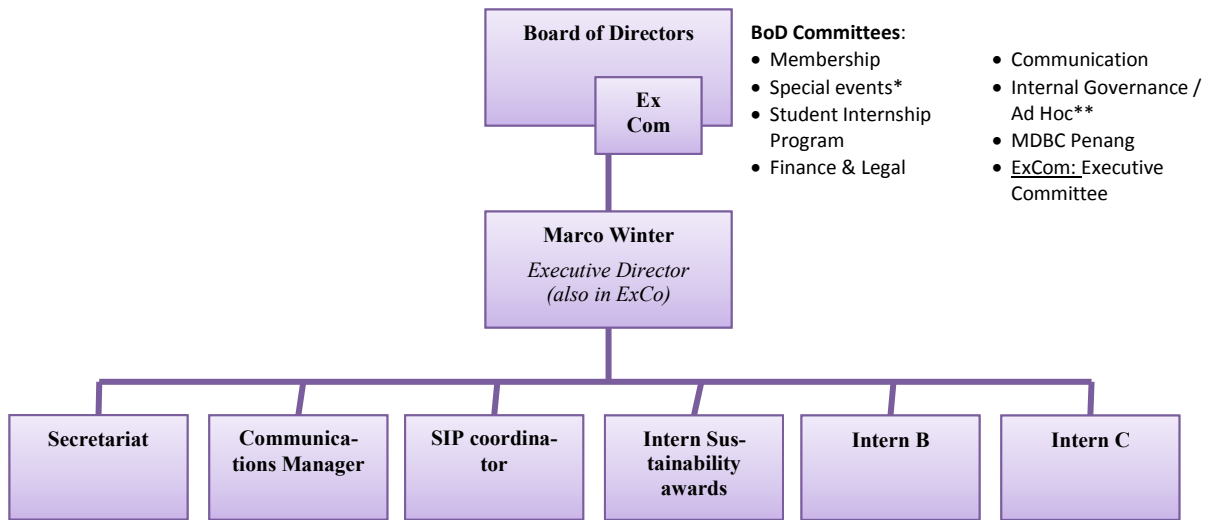 Board of Directors
Ex
Com
BoD Committees:
• Membership
• Special events*
• Student Internship
Program
• Finance & Legal
• Communication
• Internal Governance /
Ad Hoc**
• MDBC Penang
• ExCom: Executive
Committee
Marco Winter
Executive Director
(also in ExCo)
Secretariat
Communica-
tions Manager
SIP coordina-
tor
Intern Sus-
tainability
awards
Intern B
Intern C